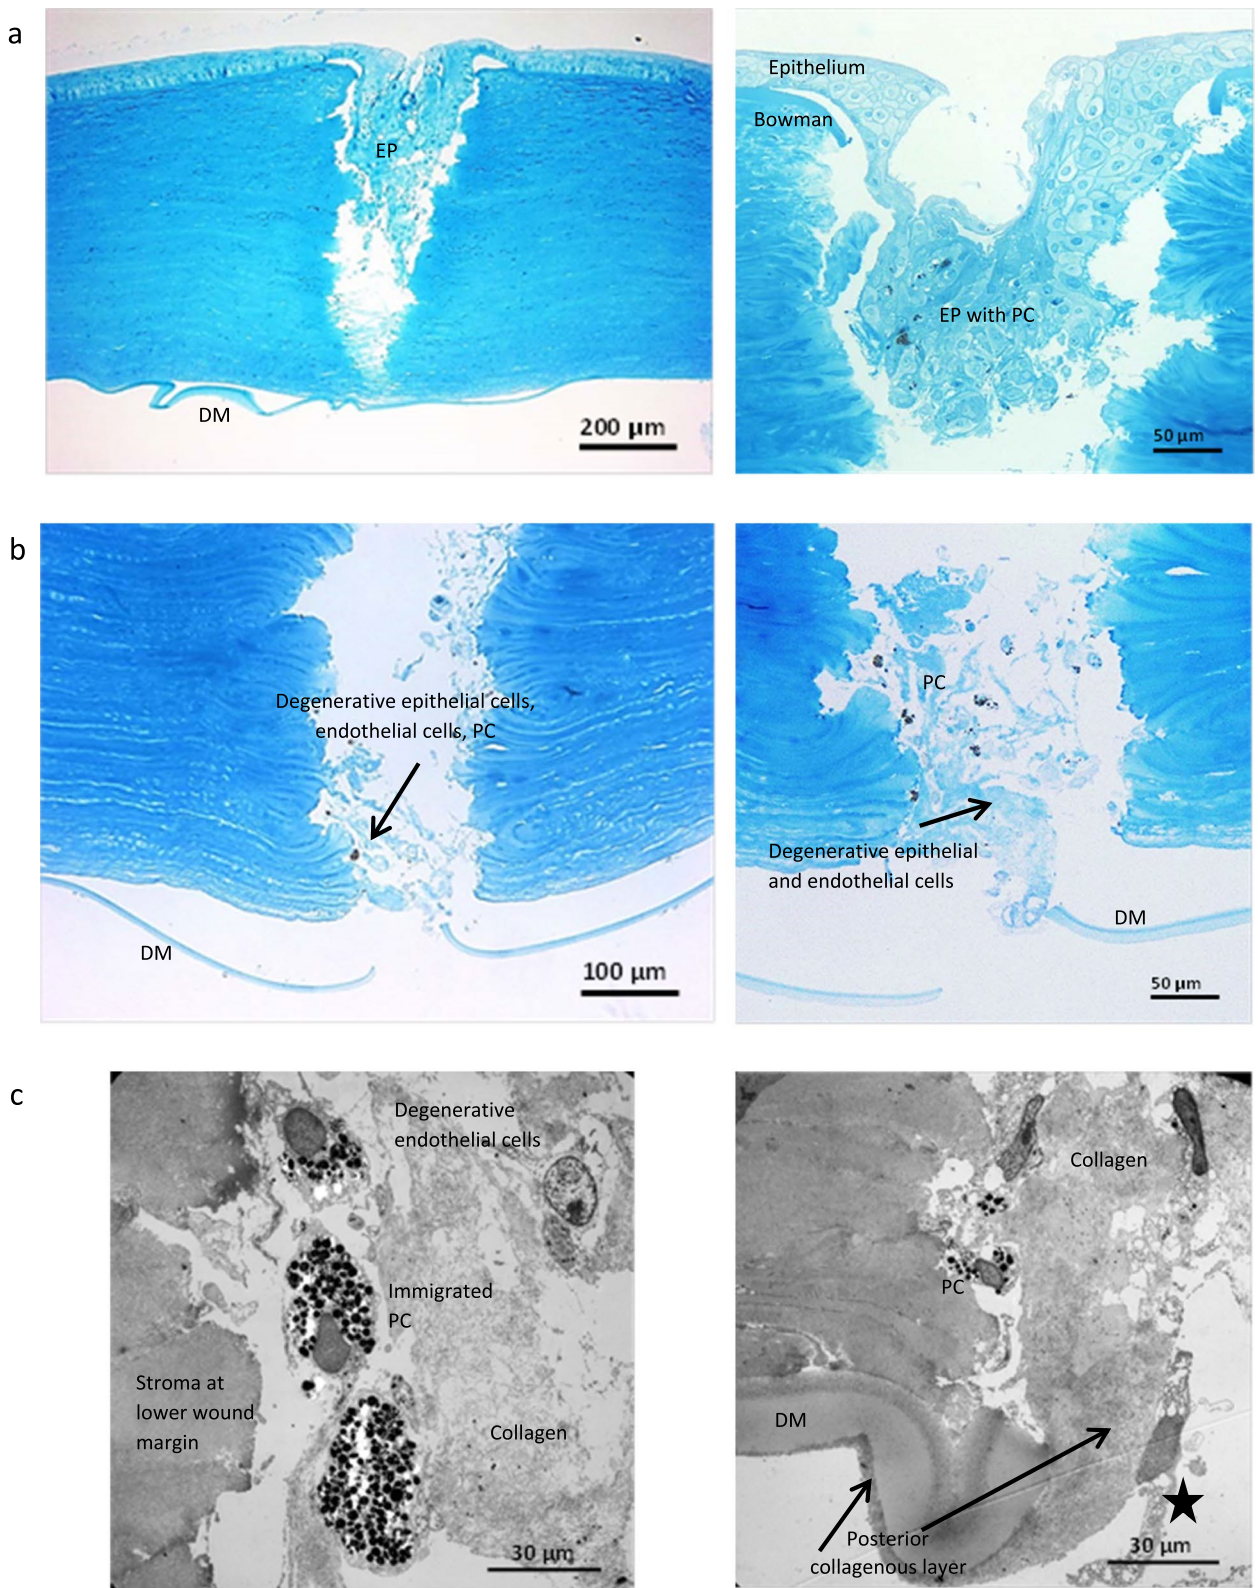 a
EP
DM
200 µm
Epithelium
Bowman
EP with PC
50 µm
b
Degenerative epithelial cells,
endothelial cells, PC
DM
100 µm
PC
Degenerative epithelial
and endothelial cells
DM
50 µm
c
Degenerative
endothelial cells
Immigrated
PC
Stroma at
lower wound
margin
Collagen
30 µm
Collagen
PC
DM
Posterior
collagenous layer
30 µm